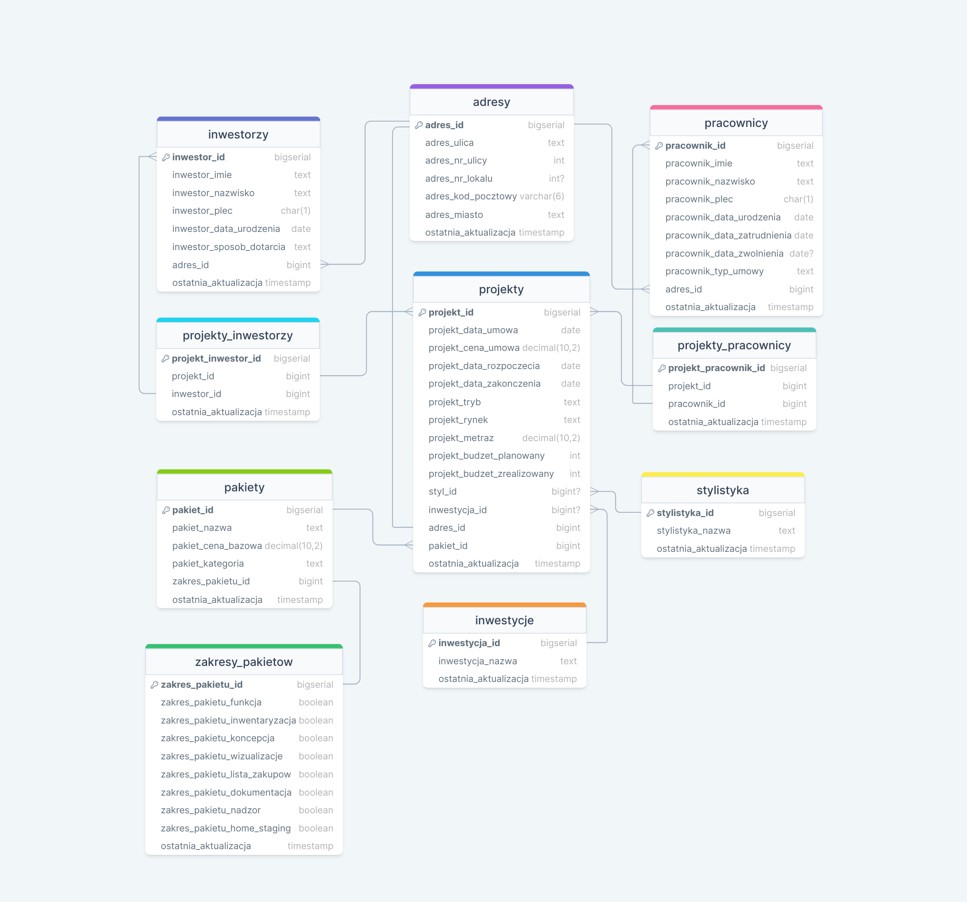 adresy
adres_id bigserial
adres_ulica text
adres_nr_ulicy int
adres_nr_lokalu int?
adres_kod_pocztowy varchar(6)
adres_miasto text
ostatnia_aktualizacja timestamp
inwestorzy
inwestor_id bigserial
inwestor_imie text
inwestor_nazwisko text
inwestor_plec char(1)
inwestor_data_urodzenia date
inwestor_sposob_dotarcia text
adres_id bigint
ostatnia_aktualizacja timestamp
pracownicy
pracownik_id bigserial
pracownik_imie text
pracownik_nazwisko text
pracownik_plec char(1)
pracownik_data_urodzenia date
pracownik_data_zatrudnienia date
pracownik_data_zwolnienia date?
pracownik_typ_umowy text
adres_id bigint
ostatnia_aktualizacja timestamp
projekty
projekt_id bigserial
projekt_data_umowa date
projekt_cena_umowa decimal(10,2)
projekt_data_rozpoczecia date
projekt_data_zakonczenia date
projekt_tryb text
projekt_rynek text
projekt_metraz decimal(10,2)
projekt_budzet_planowany int
projekt_budzet_zrealizowany int
styl_id bigint?
inwestycja_id bigint?
adres_id bigint
pakiet_id bigint
ostatnia_aktualizacja timestamp
projekty_inwestorzy
projekt_inwestor_id bigserial
projekt_id bigint
inwestor_id bigint
ostatnia_aktualizacja timestamp
projekty_pracownicy
projekt_pracownik_id bigserial
projekt_id bigint
pracownik_id bigint
ostatnia_aktualizacja timestamp
pakiety
pakiet_id bigserial
pakiet_nazwa text
pakiet_cena_bazowa decimal(10,2)
pakiet_kategoria text
zakres_pakietu_id bigint
ostatnia_aktualizacja timestamp
stylistyka
stylistyka_id bigserial
stylistyka_nazwa text
ostatnia_aktualizacja timestamp
inwestycje
inwestycja_id bigserial
inwestycja_nazwa text
ostatnia_aktualizacja timestamp
zakresy_pakietow
zakres_pakietu_id bigserial
zakres_pakietu_funkcja boolean
zakres_pakietu_inwentaryzacja boolean
zakres_pakietu_koncepcja boolean
zakres_pakietu_wizualizacje boolean
zakres_pakietu_lista_zakupow boolean
zakres_pakietu_dokumentacja boolean
zakres_pakietu_nadzor boolean
zakres_pakietu_home_staging boolean
ostatnia_aktualizacja timestamp